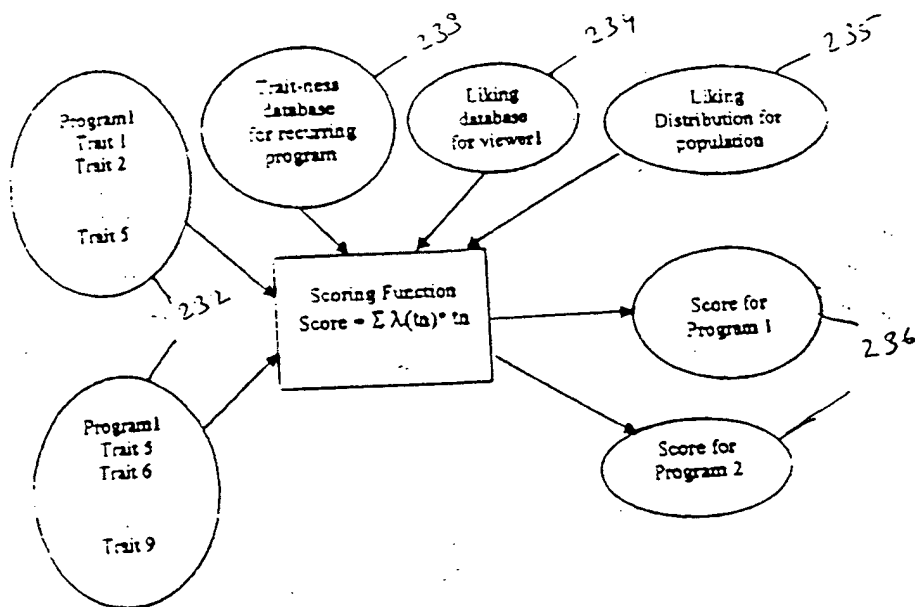 233
234
235
Program1
Trait 1
Trait 2
Trait 5
Trait-ness
database
for recurring
program
Liking
database
for viewer1
Liking
Distribution for
population
232
Scoring Function
Score = Σ λ(tn)* tn
Score for
Program 1
236
Program1
Trait 5
Trait 6
Trait 9
Score for
Program 2